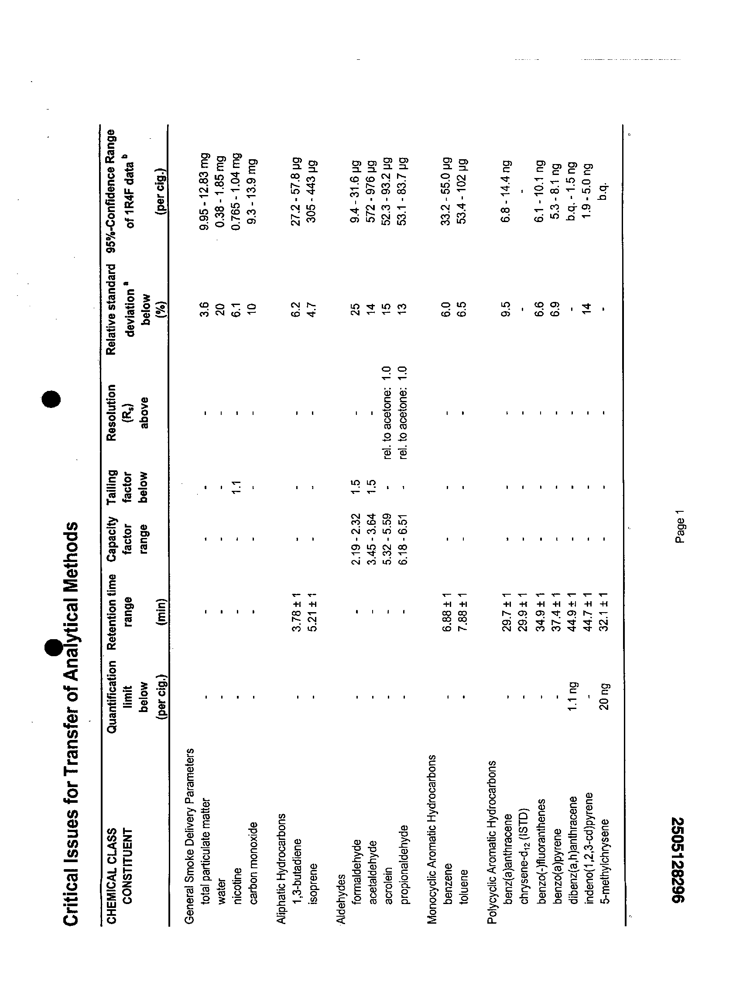 Critical Issues for Transfer of Analytical Methods
CHEMICAL CLASS CONSTITUENT | Quantification limit below (per cig.) | Retention time range (min) | Capacity factor range | Tailing factor below | Resolution (Rs) above | Relative standard deviation a below (%) | 95%-Confidence Range of 1R4F data b (per cig.)
General Smoke Delivery Parameters
total particulate matter - - - - - 3.6 9.95 - 12.83 mg
water - - - - - 20 0.38 - 1.85 mg
nicotine - - - 1.1 - 6.1 0.765 - 1.04 mg
carbon monoxide - - - - - 10 9.3 - 13.9 mg
Aliphatic Hydrocarbons
1,3-butadiene - 3.78 ± 1 - - - 6.2 27.2 - 57.8 µg
isoprene - 5.21 ± 1 - - - 4.7 305 - 443 µg
Aldehydes
formaldehyde - - 2.19 - 2.32 1.5 - 25 9.4 - 31.6 µg
acetaldehyde - - 3.45 - 3.64 1.5 - 14 572 - 976 µg
acrolein - - 5.32 - 5.59 - rel. to acetone: 1.0 15 52.3 - 93.2 µg
propionaldehyde - - 6.18 - 6.51 - rel. to acetone: 1.0 13 53.1 - 83.7 µg
Monocyclic Aromatic Hydrocarbons
benzene - 6.88 ± 1 - - - 6.0 33.2 - 55.0 µg
toluene - 7.88 ± 1 - - - 6.5 53.4 - 102 µg
Polycyclic Aromatic Hydrocarbons
benz(a)anthracene - 29.7 ± 1 - - - 9.5 6.8 - 14.4 ng
chrysene-d12 (ISTD) - 29.9 ± 1 - - - - -
benzo(-)fluoranthenes - 34.9 ± 1 - - - 6.6 6.1 - 10.1 ng
benzo(a)pyrene - 37.4 ± 1 - - - 6.9 5.3 - 8.1 ng
dibenz(a,h)anthracene 1.1 ng 44.9 ± 1 - - - - b.q. - 1.5 ng
indeno(1,2,3-cd)pyrene - 44.7 ± 1 - - - 14 1.9 - 5.0 ng
5-methylchrysene 20 ng 32.1 ± 1 - - - - b.q.
Page 1
2505128296